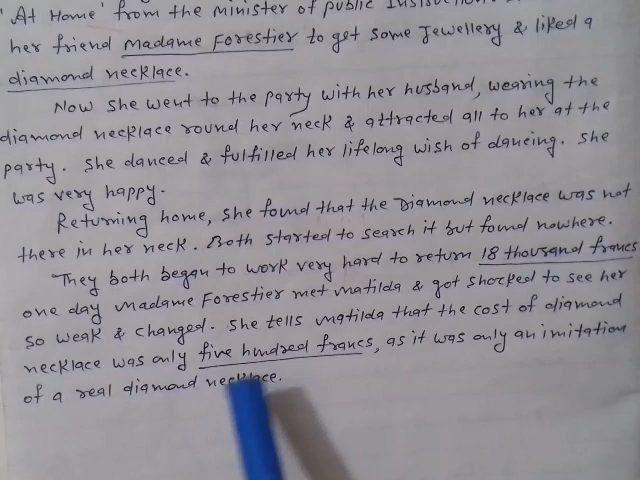 'At Home' from the minister of public
her friend Madame Forestier to get some Jewellery & liked a
diamond necklace.
Now she went to the party with her husband, wearing the
diamond necklace round her neck & attracted all to her at the
party. She danced & fulfilled her lifelong wish of dancing. She
was very happy.
Returning home, she found that the Diamond necklace was not
there in her neck. Both started to search it but found nowhere.
They both began to work very hard to return 18 thousand francs
one day Madame Forestier met Matilda & got shocked to see her
so weak & changed. She tells Matilda that the cost of diamond
necklace was only five hundred francs, as it was only an imitation
of a real diamond necklace.